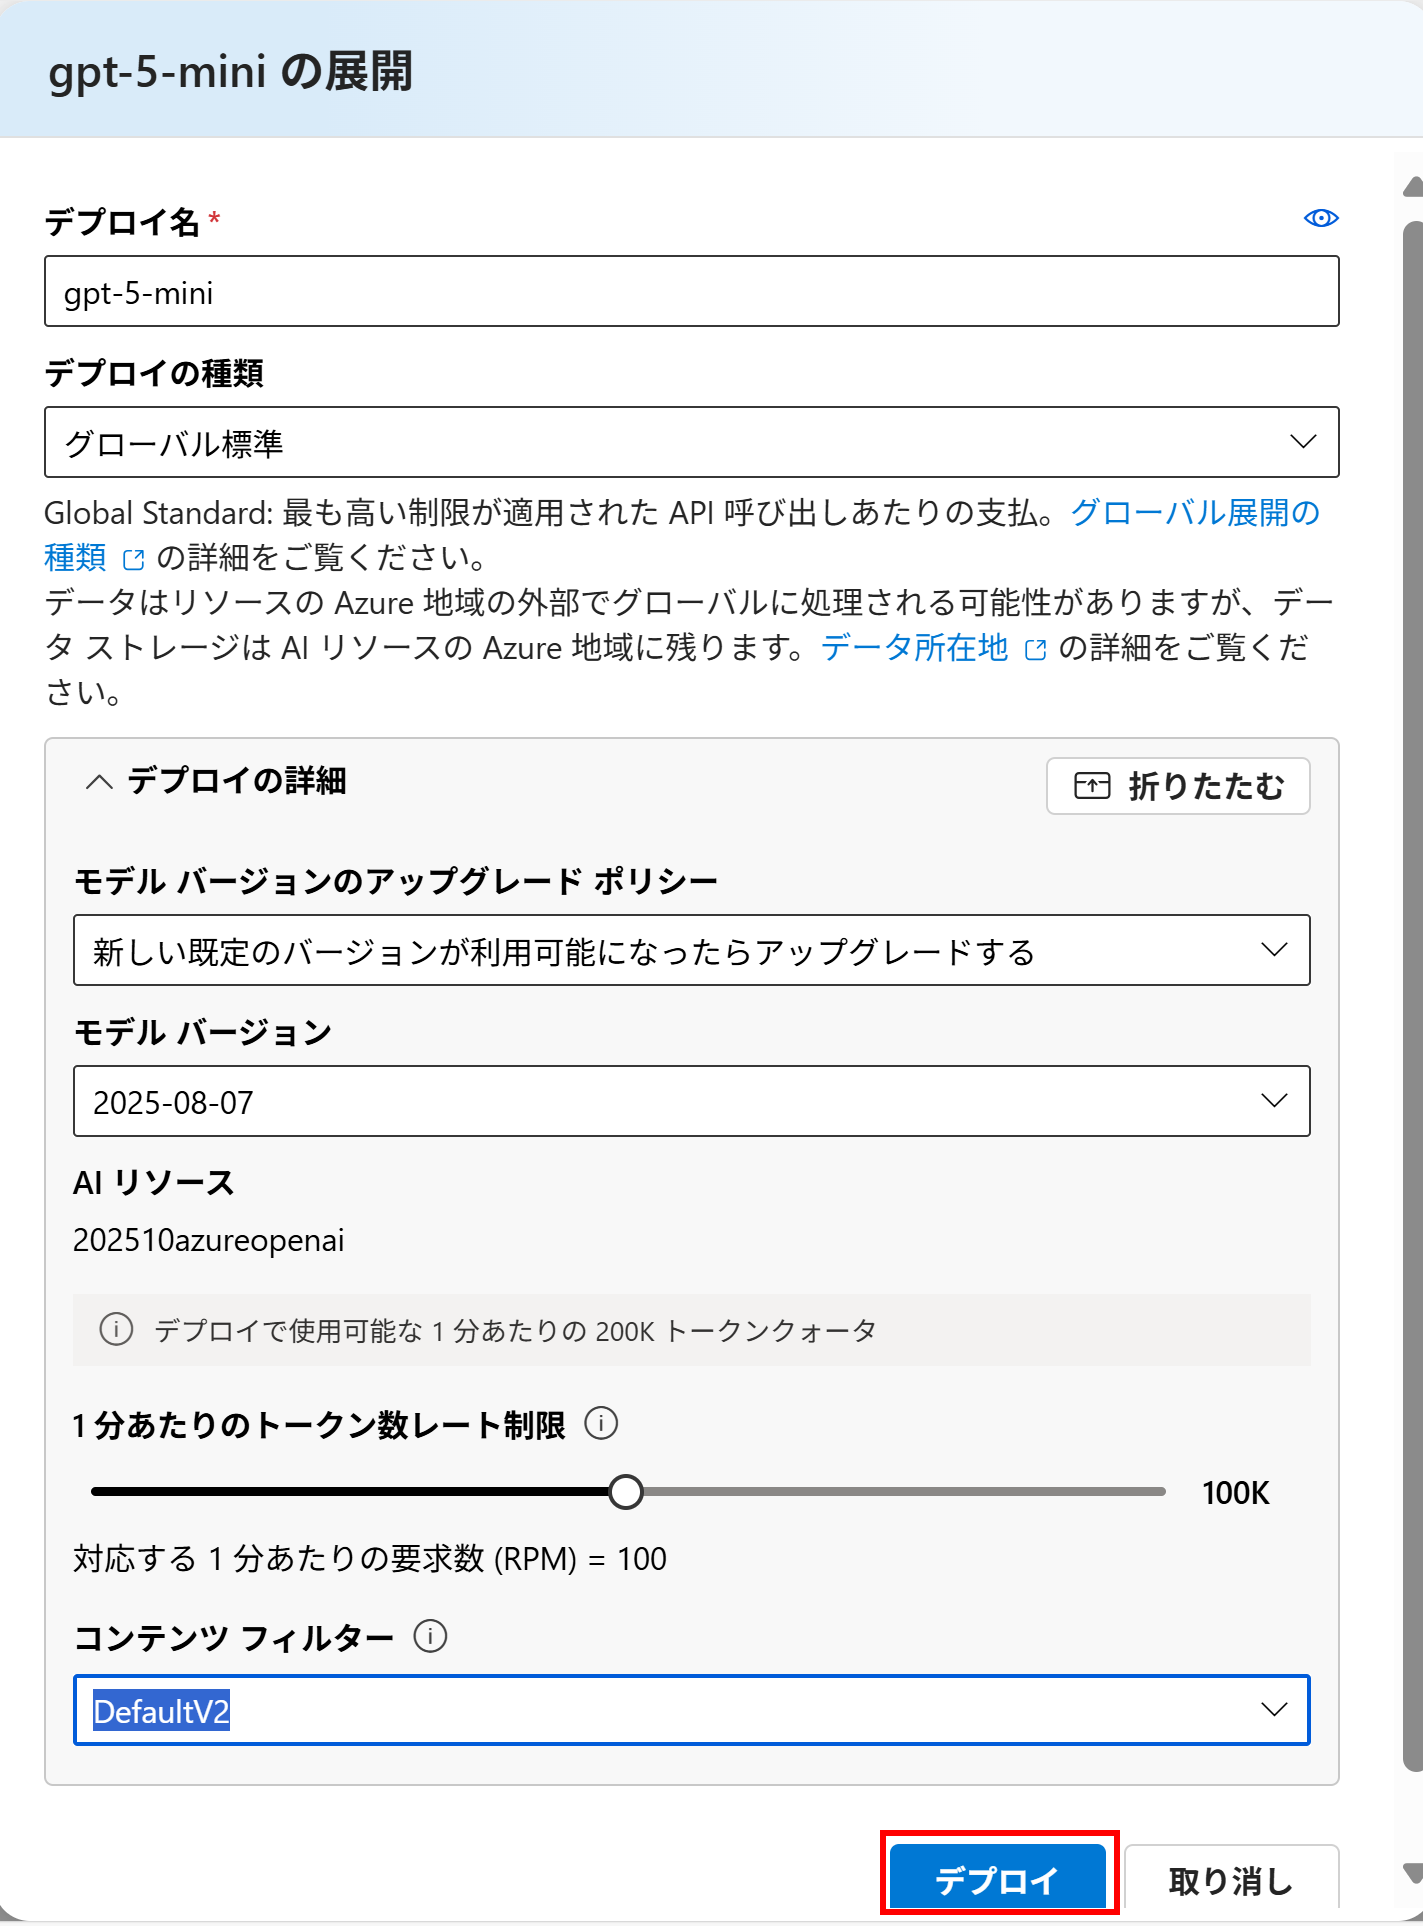 gpt-5-mini の展開
デプロイ名 *
gpt-5-mini
デプロイの種類
グローバル標準
Global Standard: 最も高い制限が適用された API 呼び出しあたりの支払。グローバル展開の
種類 の詳細をご覧ください。
データはリソースの Azure 地域の外部でグローバルに処理される可能性がありますが、デー
タ ストレージは AI リソースの Azure 地域に残ります。データ所在地 の詳細をご覧くだ
さい。
デプロイの詳細
折りたたむ
モデル バージョンのアップグレード ポリシー
新しい既定のバージョンが利用可能になったらアップグレードする
モデル バージョン
2025-08-07
AI リソース
202510azureopenai
デプロイで使用可能な 1 分あたりの 200K トークンクォータ
1 分あたりのトークン数レート制限
100K
対応する 1 分あたりの要求数 (RPM) = 100
コンテンツ フィルター
DefaultV2
デプロイ
取り消し